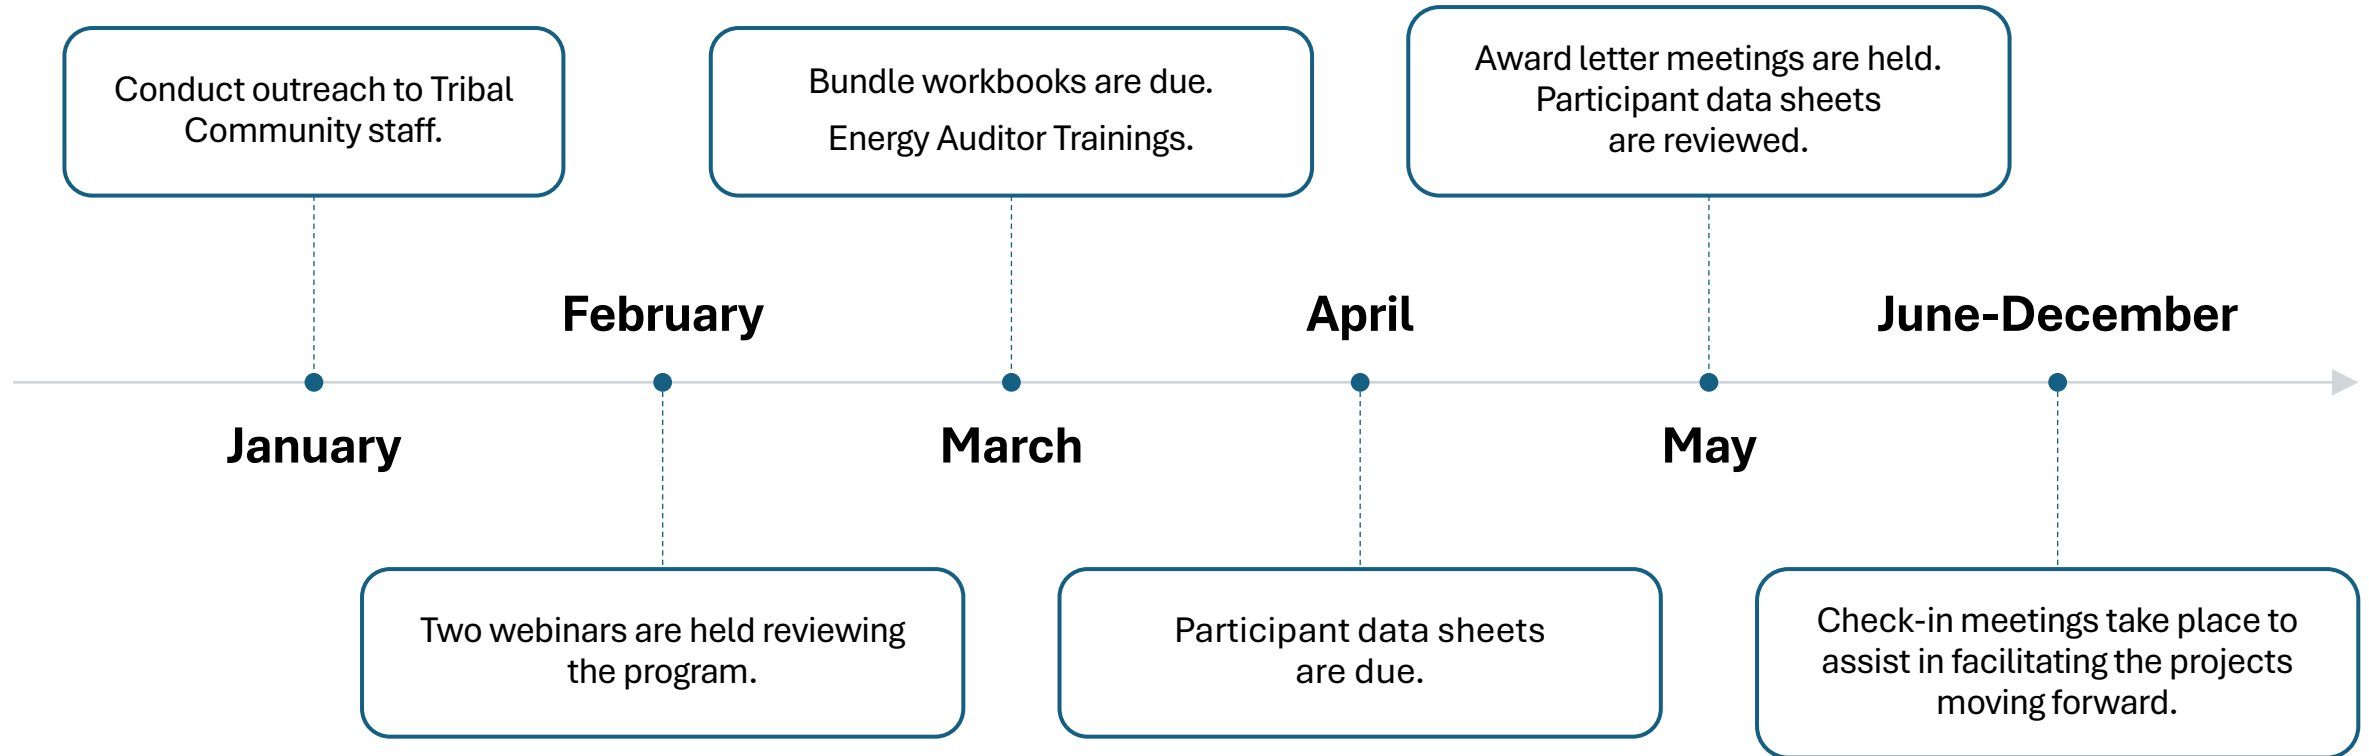 Conduct outreach to Tribal
Community staff.
January
February
Two webinars are held reviewing
the program.
Bundle workbooks are due.
Energy Auditor Trainings.
March
April
Participant data sheets
are due.
Award letter meetings are held.
Participant data sheets
are reviewed.
May
June-December
Check-in meetings take place to
assist in facilitating the projects
moving forward.